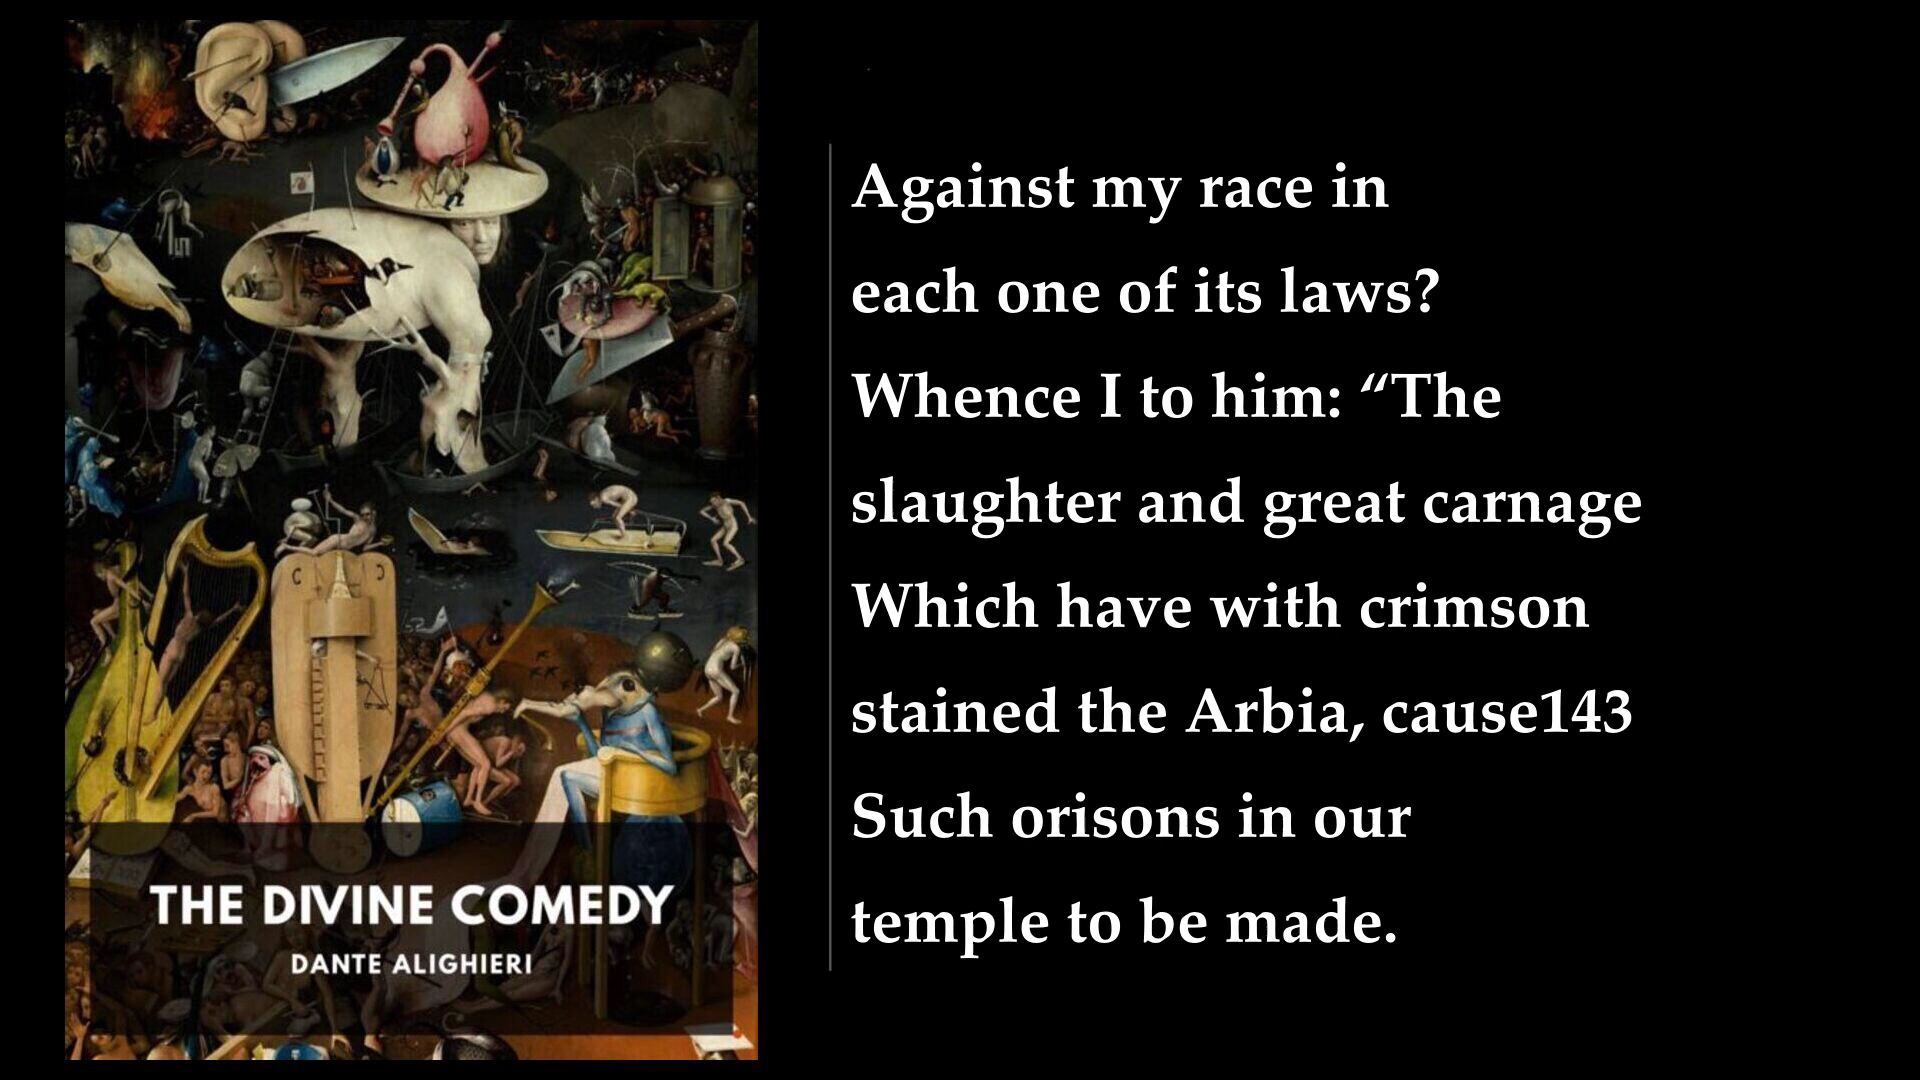 THE DIVINE COMEDY
DANTE ALIGHIERI
Against my race in
each one of its laws?
Whence I to him: “The
slaughter and great carnage
Which have with crimson
stained the Arbia, cause143
Such orisons in our
temple to be made.